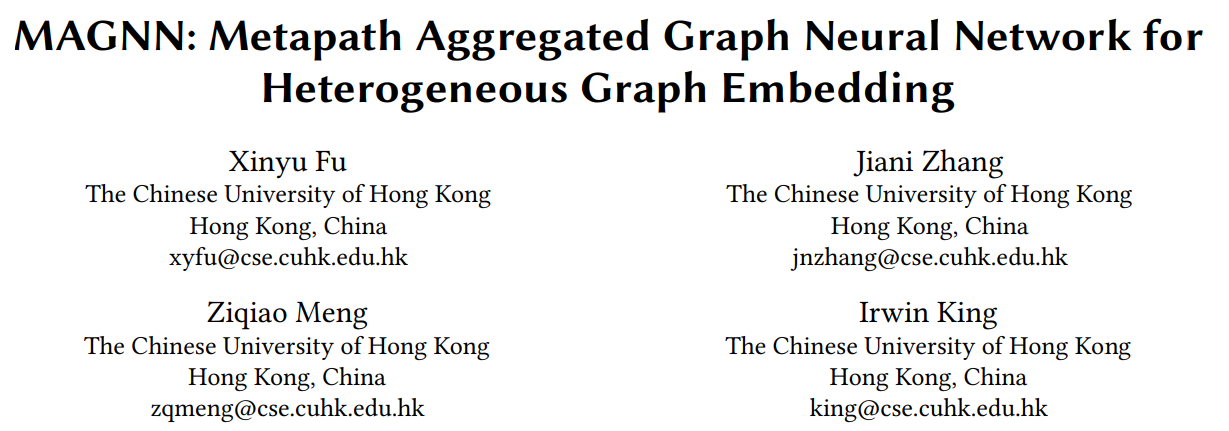 MAGNN: Metapath Aggregated Graph Neural Network for
Heterogeneous Graph Embedding
Xinyu Fu
The Chinese University of Hong Kong
Hong Kong, China
xyfu@cse.cuhk.edu.hk
Jiani Zhang
The Chinese University of Hong Kong
Hong Kong, China
jnzhang@cse.cuhk.edu.hk
Ziqiao Meng
The Chinese University of Hong Kong
Hong Kong, China
zqmeng@cse.cuhk.edu.hk
Irwin King
The Chinese University of Hong Kong
Hong Kong, China
king@cse.cuhk.edu.hk